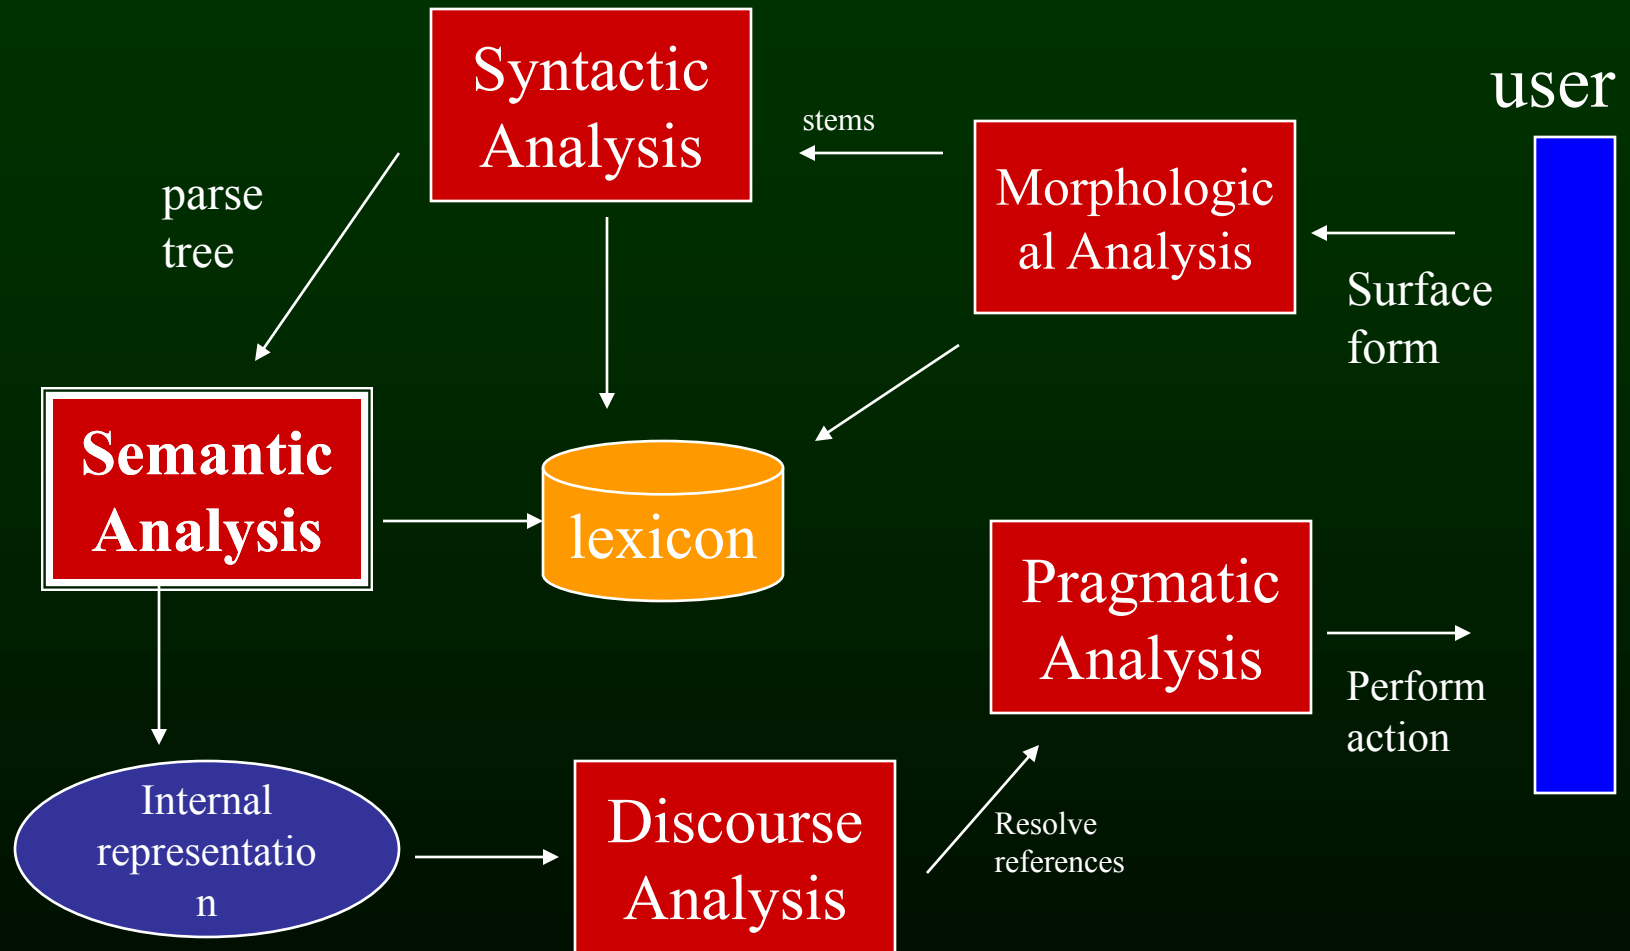 Syntactic
Analysis
user
stems
Morphologic
al Analysis
parse
tree
Surface
form
Semantic
Analysis
lexicon
Pragmatic
Analysis
Perform
action
Internal
representatio
n
Discourse
Analysis
Resolve
references